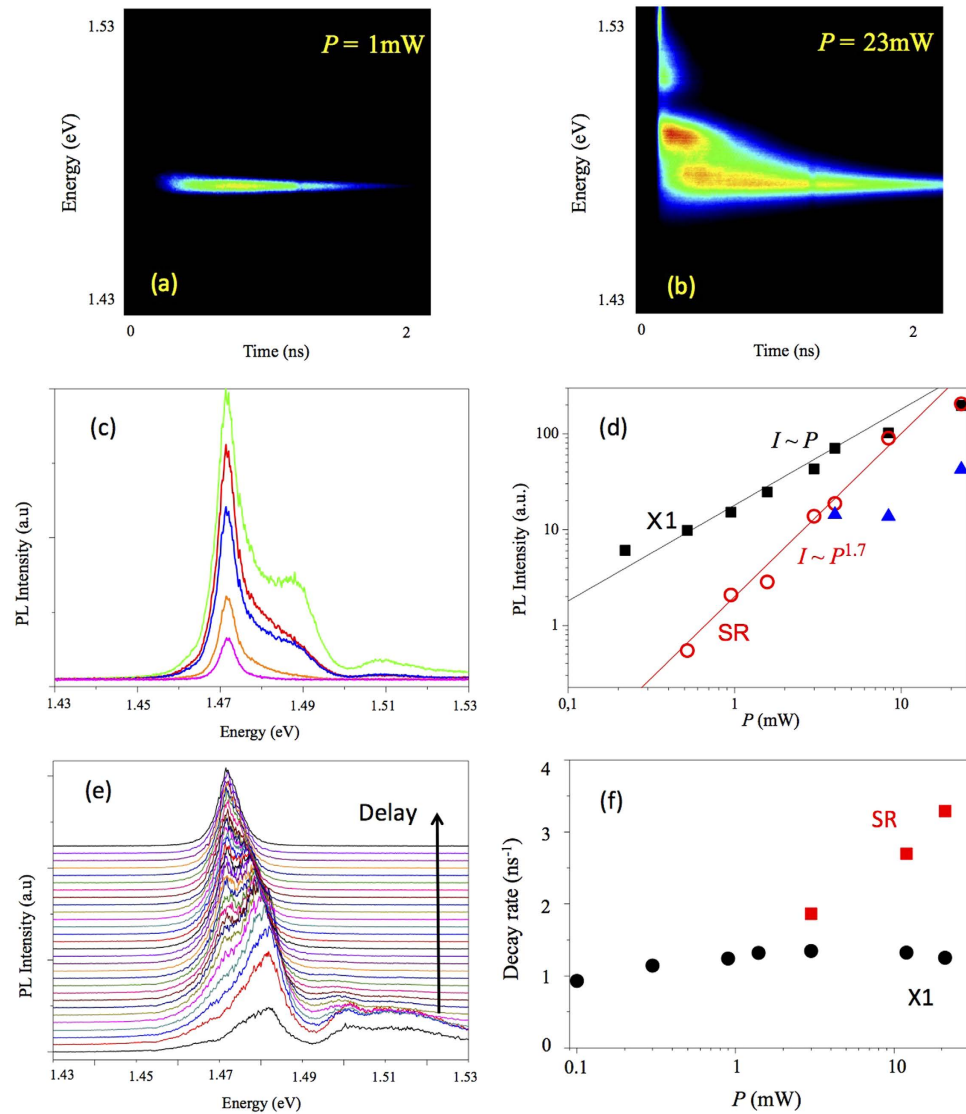 1.53
P = 1mW
Energy (eV)
(a)
1.43
0
2
Time (ns)
1.53
P = 23mW
Energy (eV)
(b)
1.43
0
2
Time (ns)
(c)
PL Intensity (a.u)
1.43 1.45 1.47 1.49 1.51 1.53
Energy (eV)
(d)
100
10
1
PL Intensity (a.u.)
I ~ P
X1
I ~ P^1.7
SR
0,1 1 10
P (mW)
(e)
Delay
PL Intensity (a.u)
1.43 1.45 1.47 1.49 1.51 1.53
Energy (eV)
4
3
2
1
0
(f)
SR
Decay rate (ns-1)
X1
0.1 1 10
P (mW)